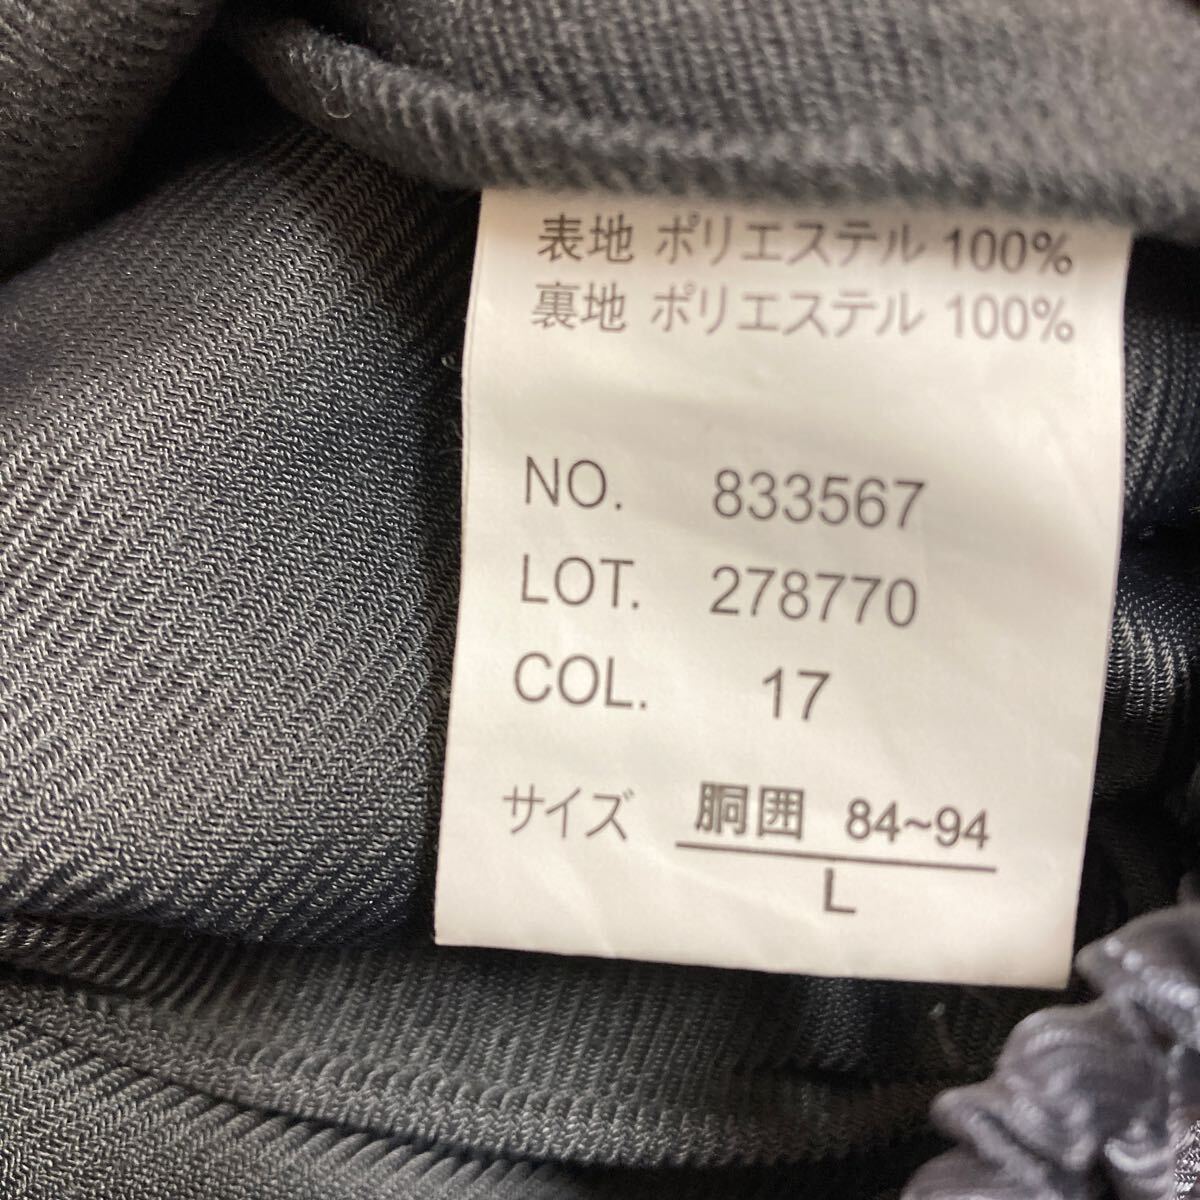 表地 ポリエステル 100%
裏地 ポリエステル 100%
NO. 833567
LOT. 278770
COL. 17
サイズ 胴囲 84~94
L